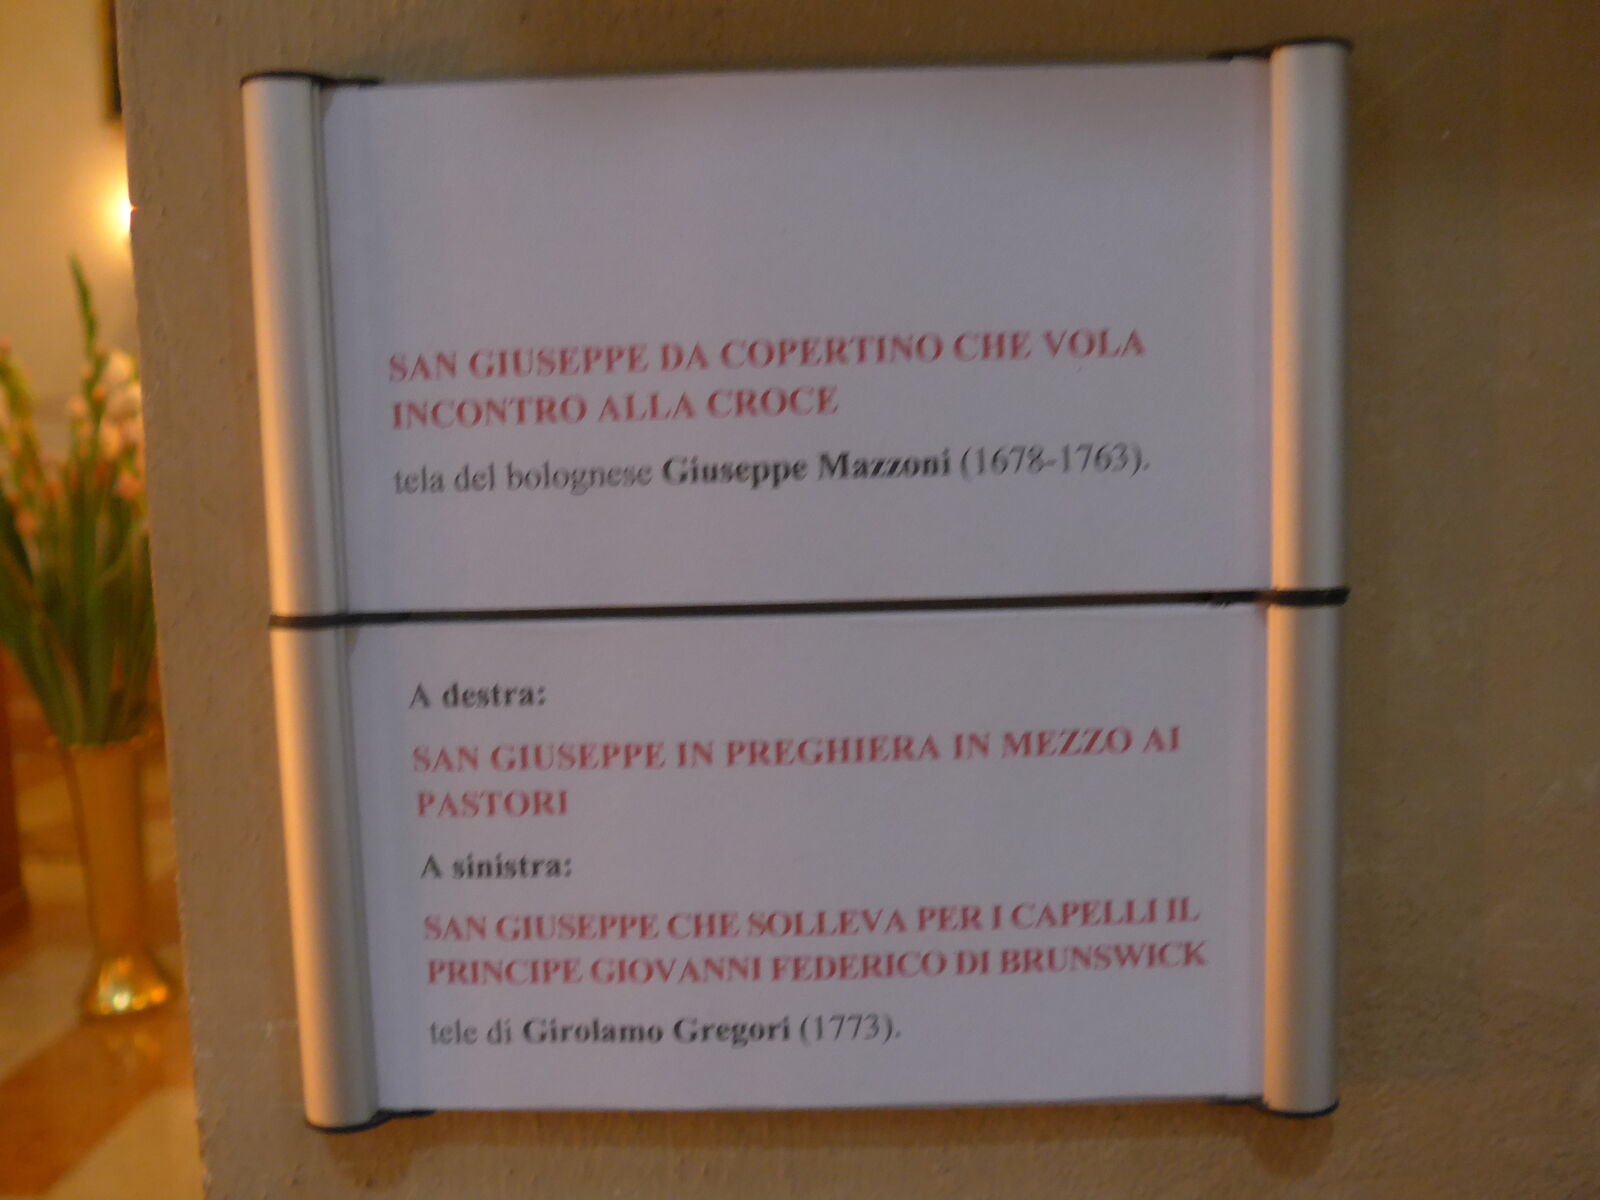 SAN GIUSEPPE DA COPERTINO CHE VOLA
INCONTRO ALLA CROCE
tela del bolognese Giuseppe Mazzoni (1678-1763).
A destra:
SAN GIUSEPPE IN PREGHIERA IN MEZZO AI
PASTORI
A sinistra:
SAN GIUSEPPE CHE SOLLEVA PER I CAPELLI IL
PRINCIPE GIOVANNI FEDERICO DI BRUNSWICK
tele di Girolamo Gregori (1773).